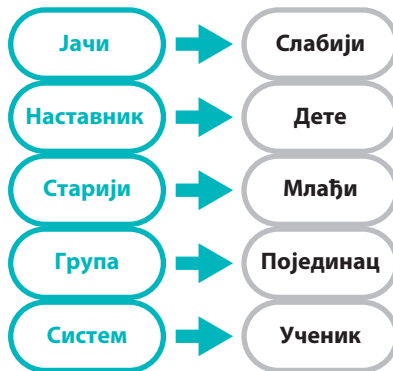 Јачи
Слабији
Наставник
Дете
Старији
Млађи
Група
Појединац
Систем
Ученик